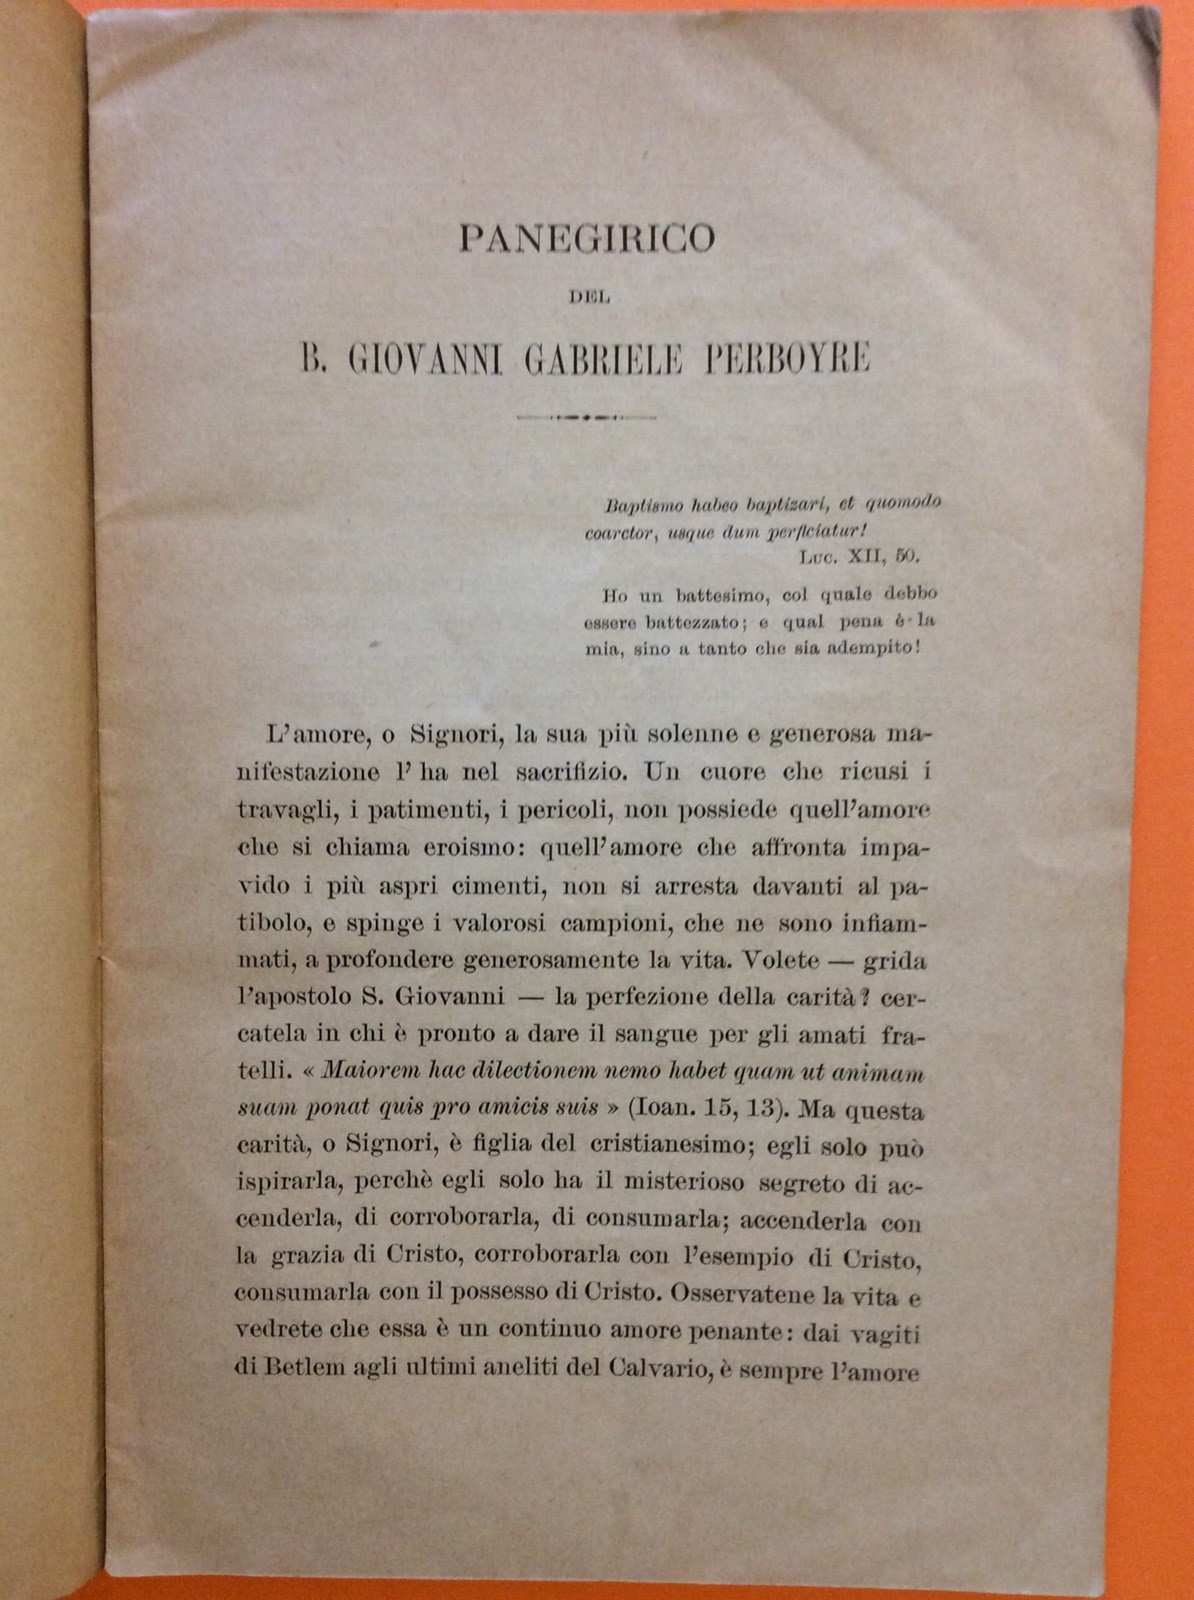 PANEGIRICO
DEL
B. GIOVANNI GABRIELE PERBOYRE
Baptismo habeo baptizari, et quomodo
coarctor, usque dum perficiatur!
Luc. XII, 50.
Ho un battesimo, col quale debbo
essere battezzato; e qual pena è la
mia, sino a tanto che sia adempito!
L'amore, o Signori, la sua più solenne e generosa ma-
nifestazione l' ha nel sacrifizio. Un cuore che ricusi i
travagli, i patimenti, i pericoli, non possiede quell'amore
che si chiama eroismo: quell'amore che affronta impa-
vido i più aspri cimenti, non si arresta davanti al pa-
tibolo, e spinge i valorosi campioni, che ne sono infiam-
mati, a profondere generosamente la vita. Volete — grida
l'apostolo S. Giovanni — la perfezione della carità? cer-
catela in chi è pronto a dare il sangue per gli amati fra-
telli. « Maiorem hac dilectionem nemo habet quam ut animam
suam ponat quis pro amicis suis » (Ioan. 15, 13). Ma questa
carità, o Signori, è figlia del cristianesimo; egli solo può
ispirarla, perchè egli solo ha il misterioso segreto di ac-
cenderla, di corroborarla, di consumarla; accenderla con
la grazia di Cristo, corroborarla con l'esempio di Cristo,
consumarla con il possesso di Cristo. Osservatene la vita e
vedrete che essa è un continuo amore penante: dai vagiti
di Betlem agli ultimi aneliti del Calvario, è sempre l'amore